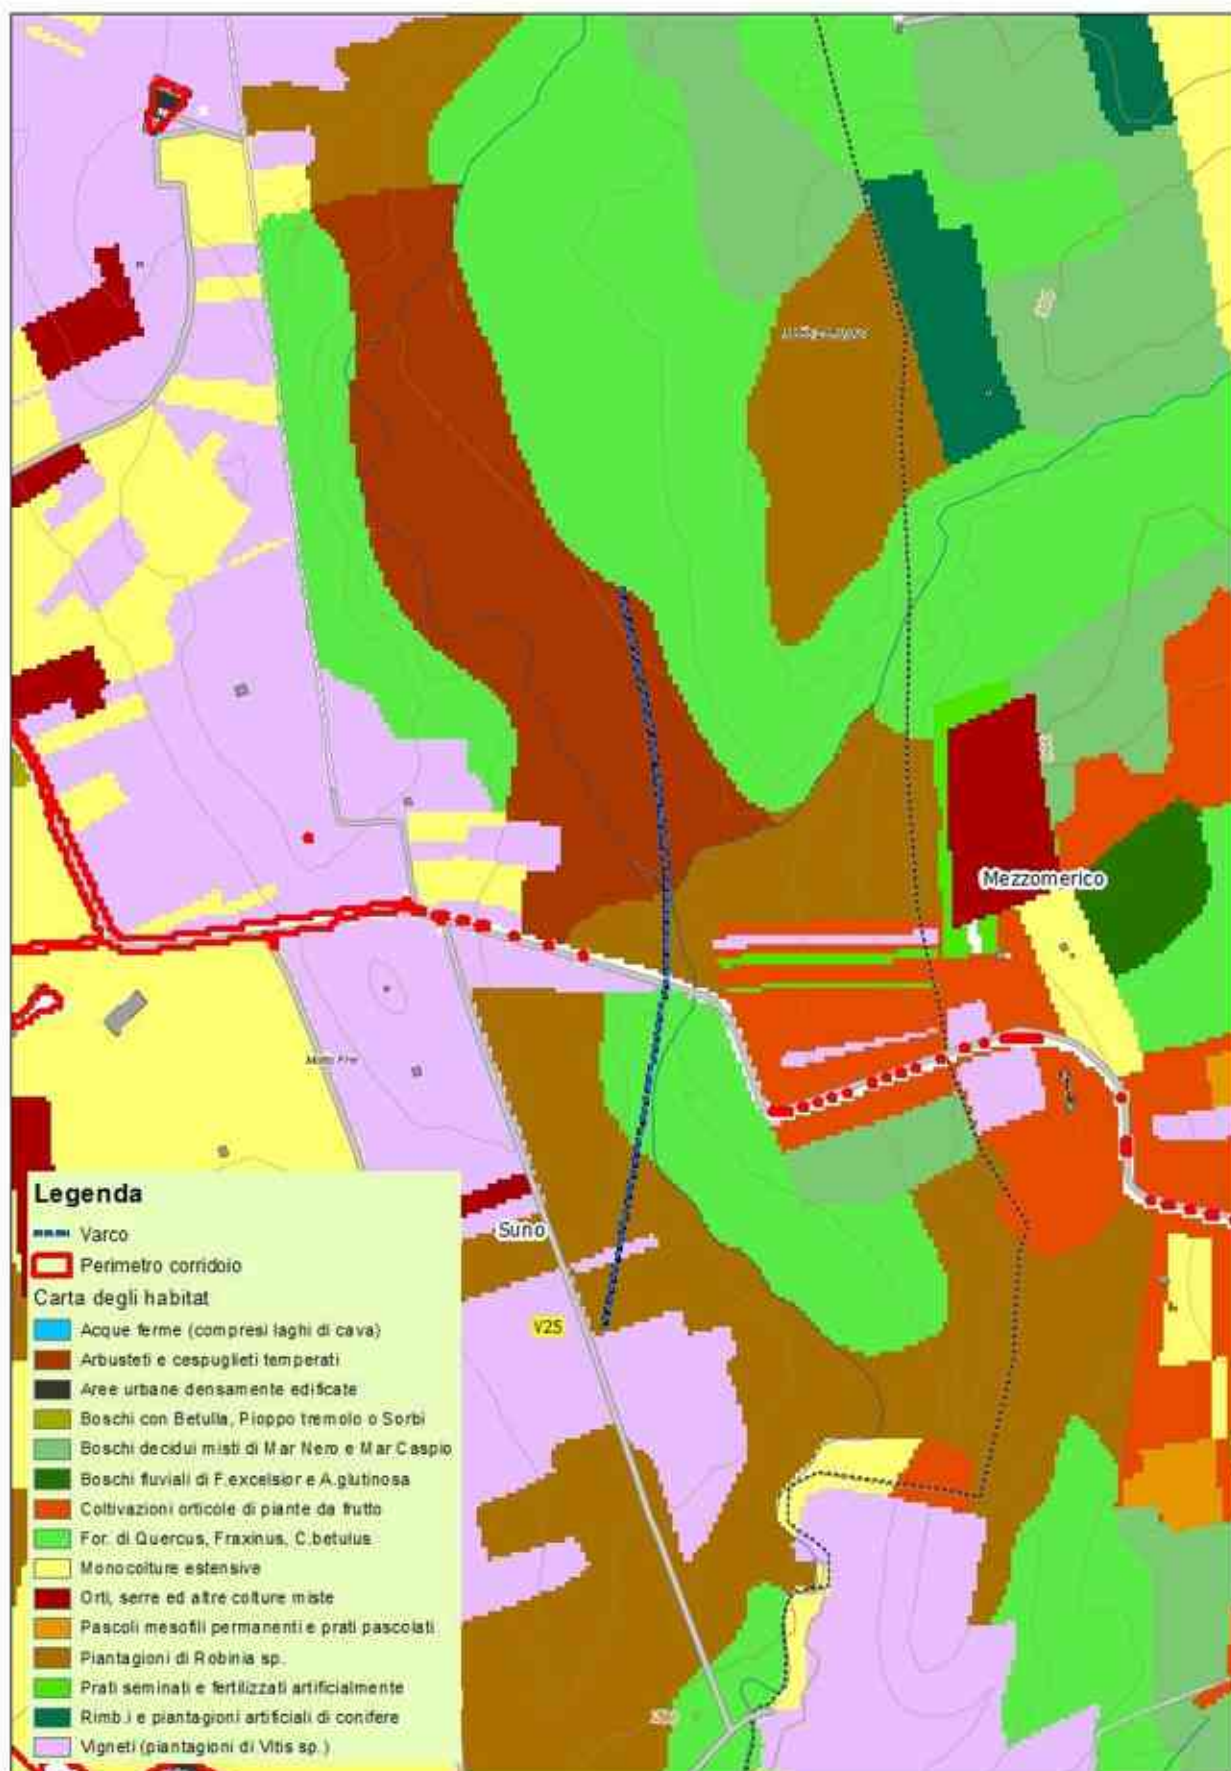 Mezzomerico
Suno
V25
Legenda
Varco
Perimetro corridoio
Carta degli habitat
Acque ferme (compresi laghi di cava)
Arbusteti e cespuglieti temperati
Aree urbane densamente edificate
Boschi con Betulla, Pioppo tremolo o Sorbi
Boschi decidui misti di Mar Nero e Mar Caspio
Boschi fluviali di F.excelsior e A.glutinosa
Coltivazioni orticole di piante da frutto
For. di Quercus, Fraxinus, C.betulus
Monocolture estensive
Orti, serre ed altre colture miste
Pascoli mesofili permanenti e prati pascolati
Piantagioni di Robinia sp.
Prati seminati e fertilizzati artificialmente
Rimb.i e piantagioni artificiali di conifere
Vigneti (piantagioni di Vitis sp.)